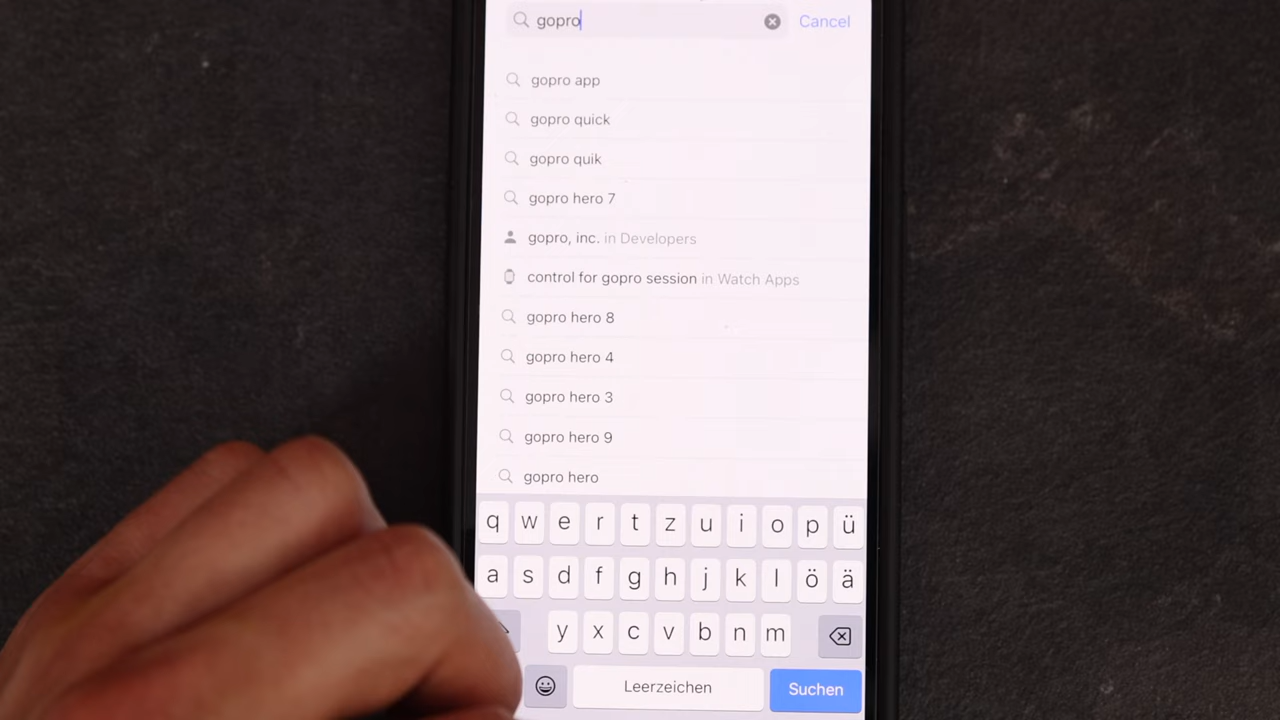 gopro Cancel
gopro app
gopro quick
gopro quik
gopro hero 7
gopro, inc. in Developers
control for gopro session in Watch Apps
gopro hero 8
gopro hero 4
gopro hero 3
gopro hero 9
gopro hero
q w e r t z u i o p ü
a s d f g h j k l ö ä
y x c v b n m
Leerzeichen Suchen